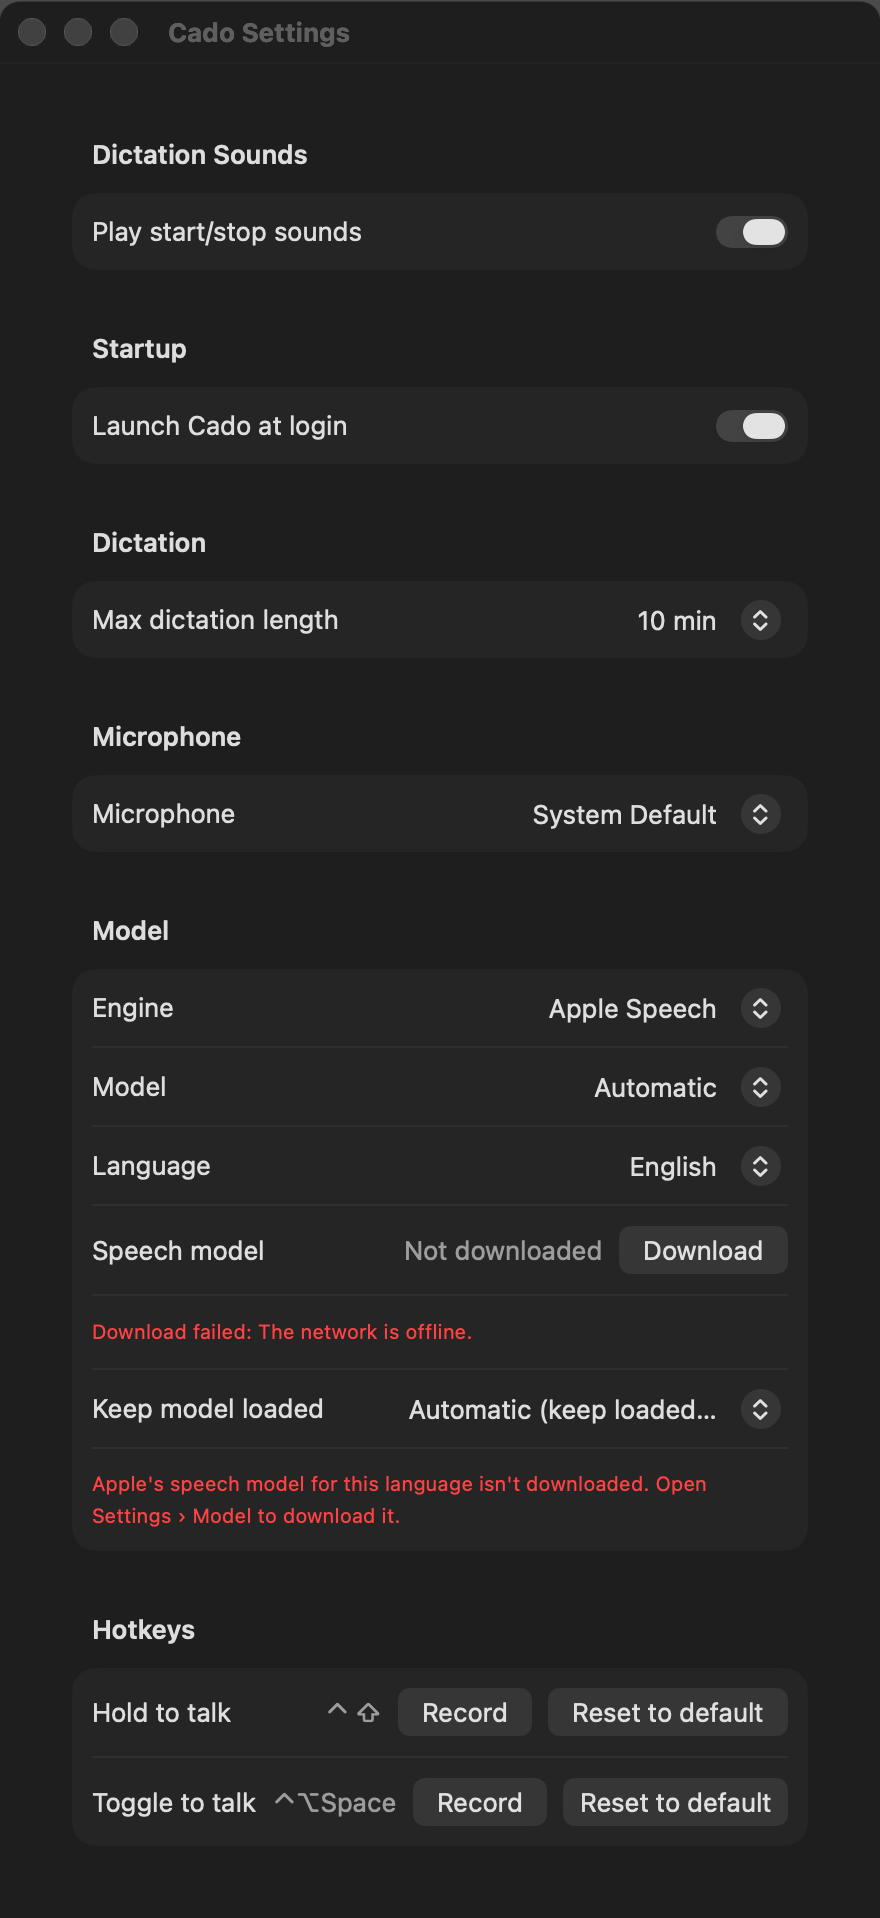 Cado Settings
Dictation Sounds
Play start/stop sounds
Startup
Launch Cado at login
Dictation
Max dictation length 10 min
Microphone
Microphone System Default
Model
Engine Apple Speech
Model Automatic
Language English
Speech model Not downloaded Download
Download failed: The network is offline.
Keep model loaded Automatic (keep loaded...
Apple's speech model for this language isn't downloaded. Open
Settings › Model to download it.
Hotkeys
Hold to talk ^ ⇧ Record Reset to default
Toggle to talk ^⌥Space Record Reset to default